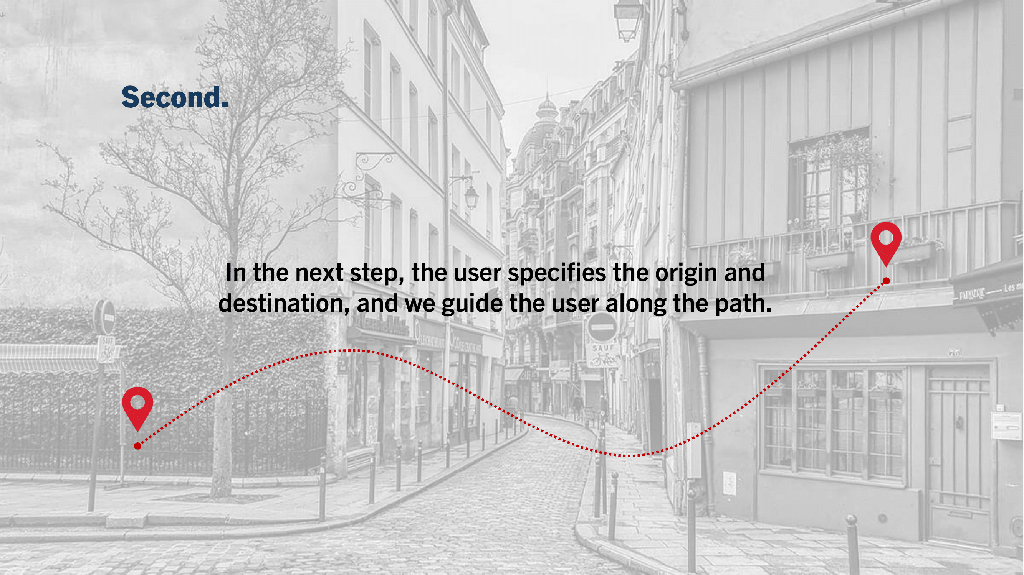 Second.
In the next step, the user specifies the origin and
destination, and we guide the user along the path.
SAUF